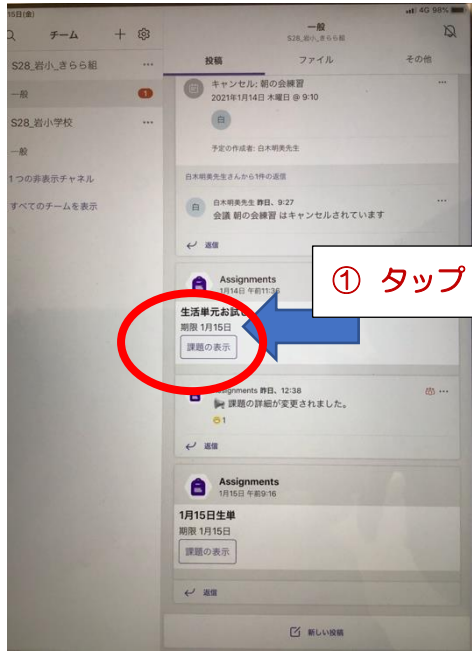 15日(金)
4G 98%
チーム
一般
S28_岩小_きらら組
S28_岩小_きらら組
投稿
ファイル
その他
一般
1
キャンセル: 朝の会練習
2021年1月14日 木曜日 @ 9:10
S28_岩小学校
白
一般
予定の作成者: 白木明美先生
1つの非表示チャネル
白木明美先生さんから1件の返信
すべてのチームを表示
白
白木明美先生 昨日、9:27
会議 朝の会練習 はキャンセルされています
返信
① タップ
Assignments
1月14日 午前11:36
生活単元お試し
期限 1月15日
課題の表示
Assignments 昨日、12:38
課題の詳細が変更されました。
1
返信
Assignments
1月15日 午前9:16
1月15日生単
期限 1月15日
課題の表示
返信
新しい投稿